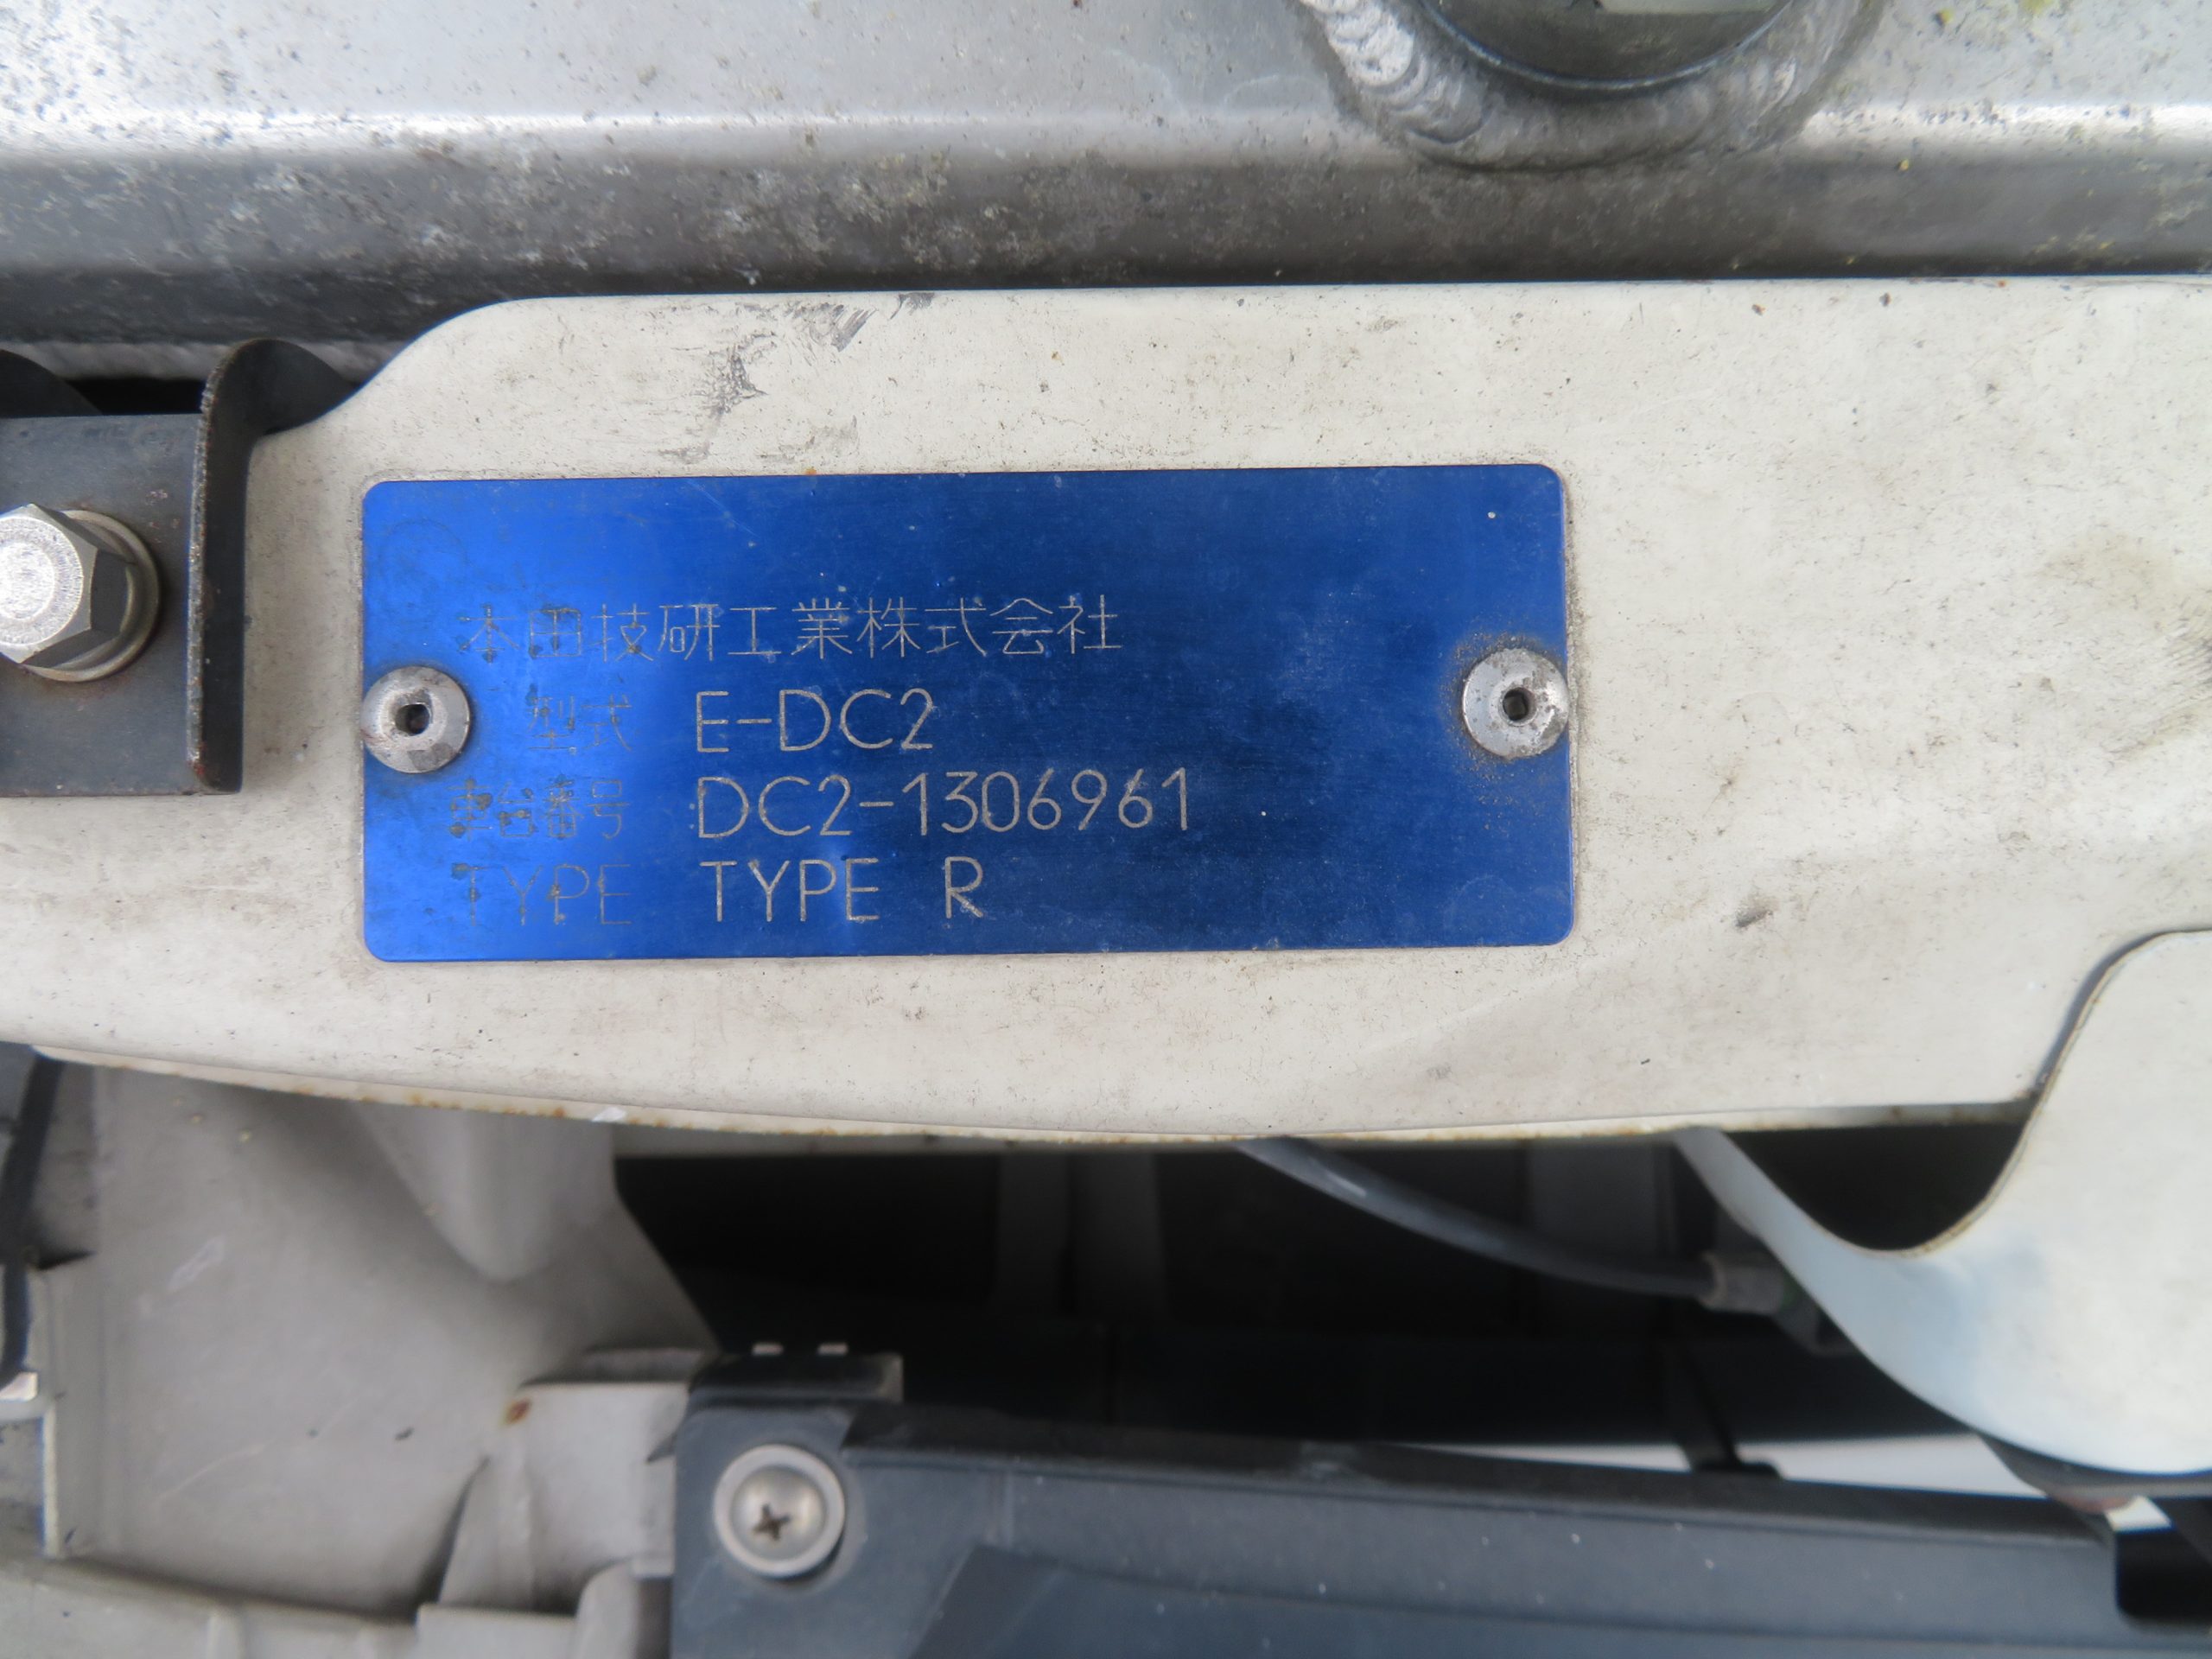 本田技研工業株式会社
型式 E-DC2
車台番号 DC2-1306961
TYPE TYPE R